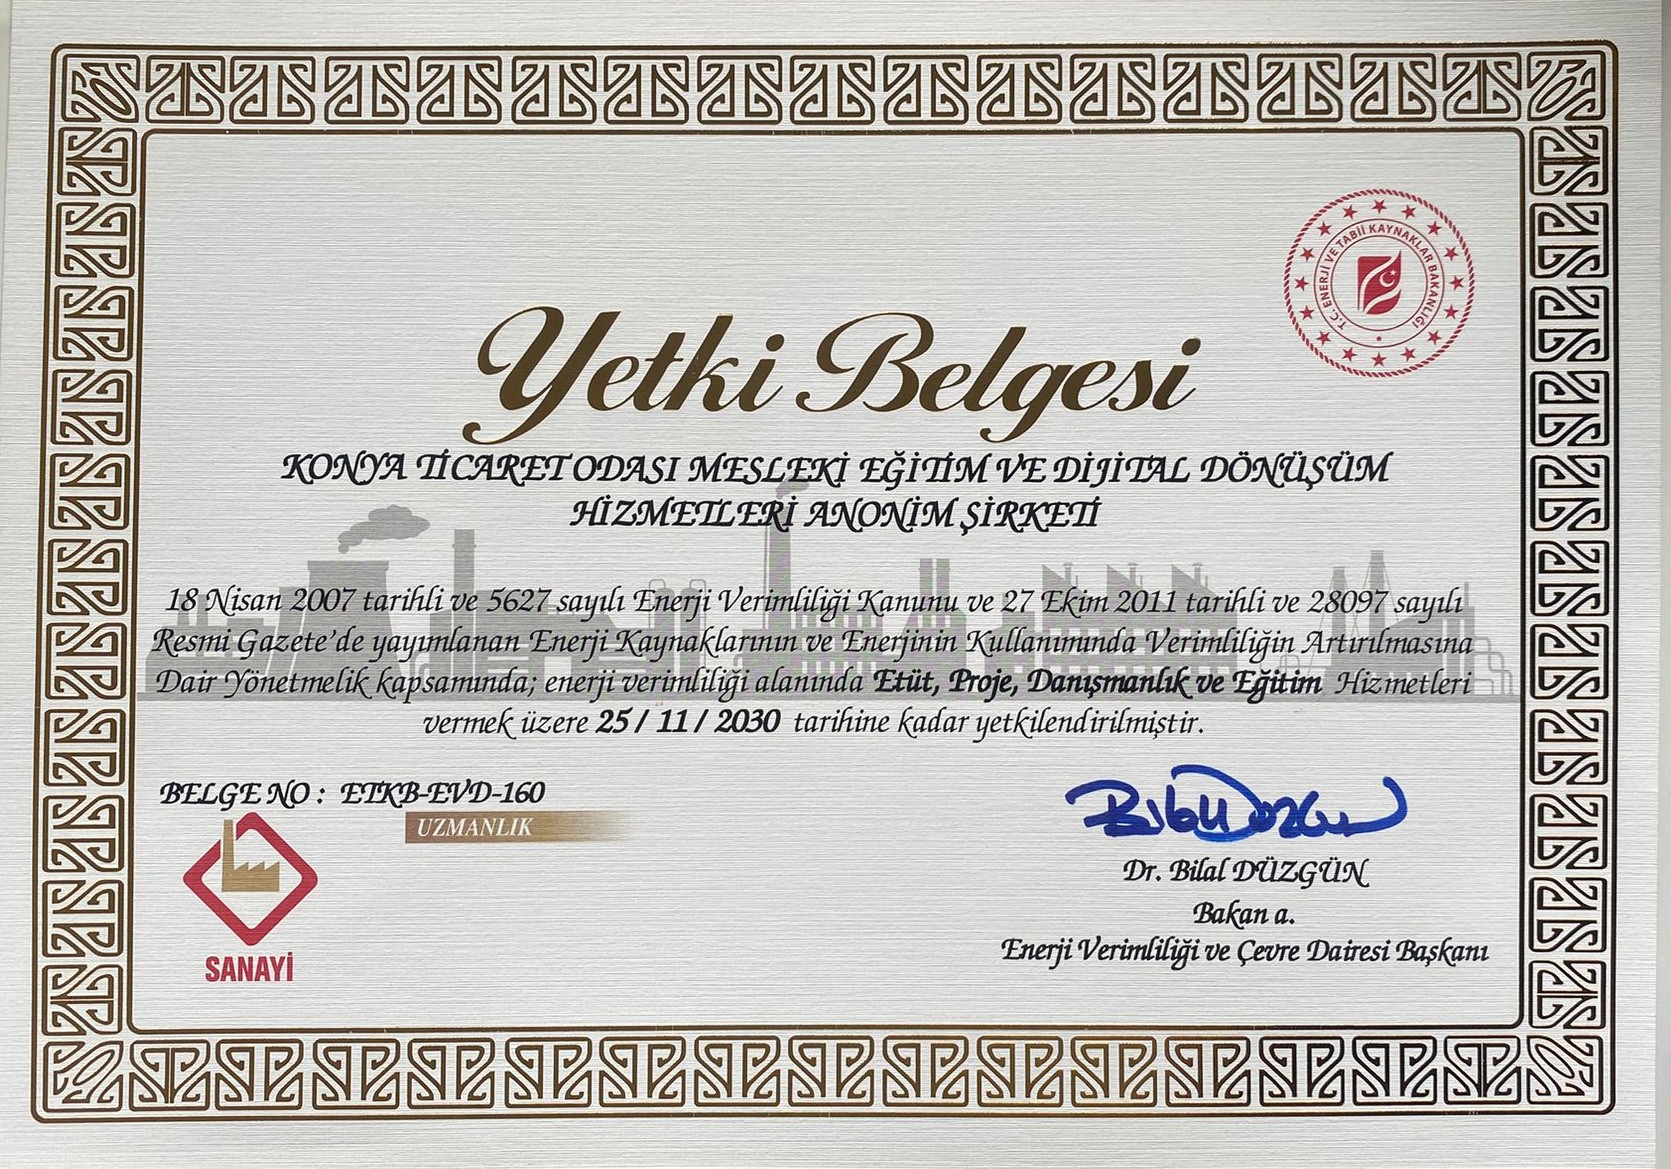 T.C. ENERJİ VE TABİİ KAYNAKLAR BAKANLIĞI
Yetki Belgesi
KONYA TİCARET ODASI MESLEKİ EĞİTİM VE DİJİTAL DÖNÜŞÜM
HİZMETLERİ ANONİM ŞİRKETİ
18 Nisan 2007 tarihli ve 5627 sayılı Enerji Verimliliği Kanunu ve 27 Ekim 2011 tarihli ve 28097 sayılı
Resmi Gazete'de yayımlanan Enerji Kaynaklarının ve Enerjinin Kullanımında Verimliliğin Artırılmasına
Dair Yönetmelik kapsamında; enerji verimliliği alanında Etüt, Proje, Danışmanlık ve Eğitim Hizmetleri
vermek üzere 25 / 11 / 2030 tarihine kadar yetkilendirilmiştir.
BELGE NO : ETKB-EVD-160
UZMANLIK
SANAYİ
Bilal Düzgün
Dr. Bilal DÜZGÜN
Bakan a.
Enerji Verimliliği ve Çevre Dairesi Başkanı